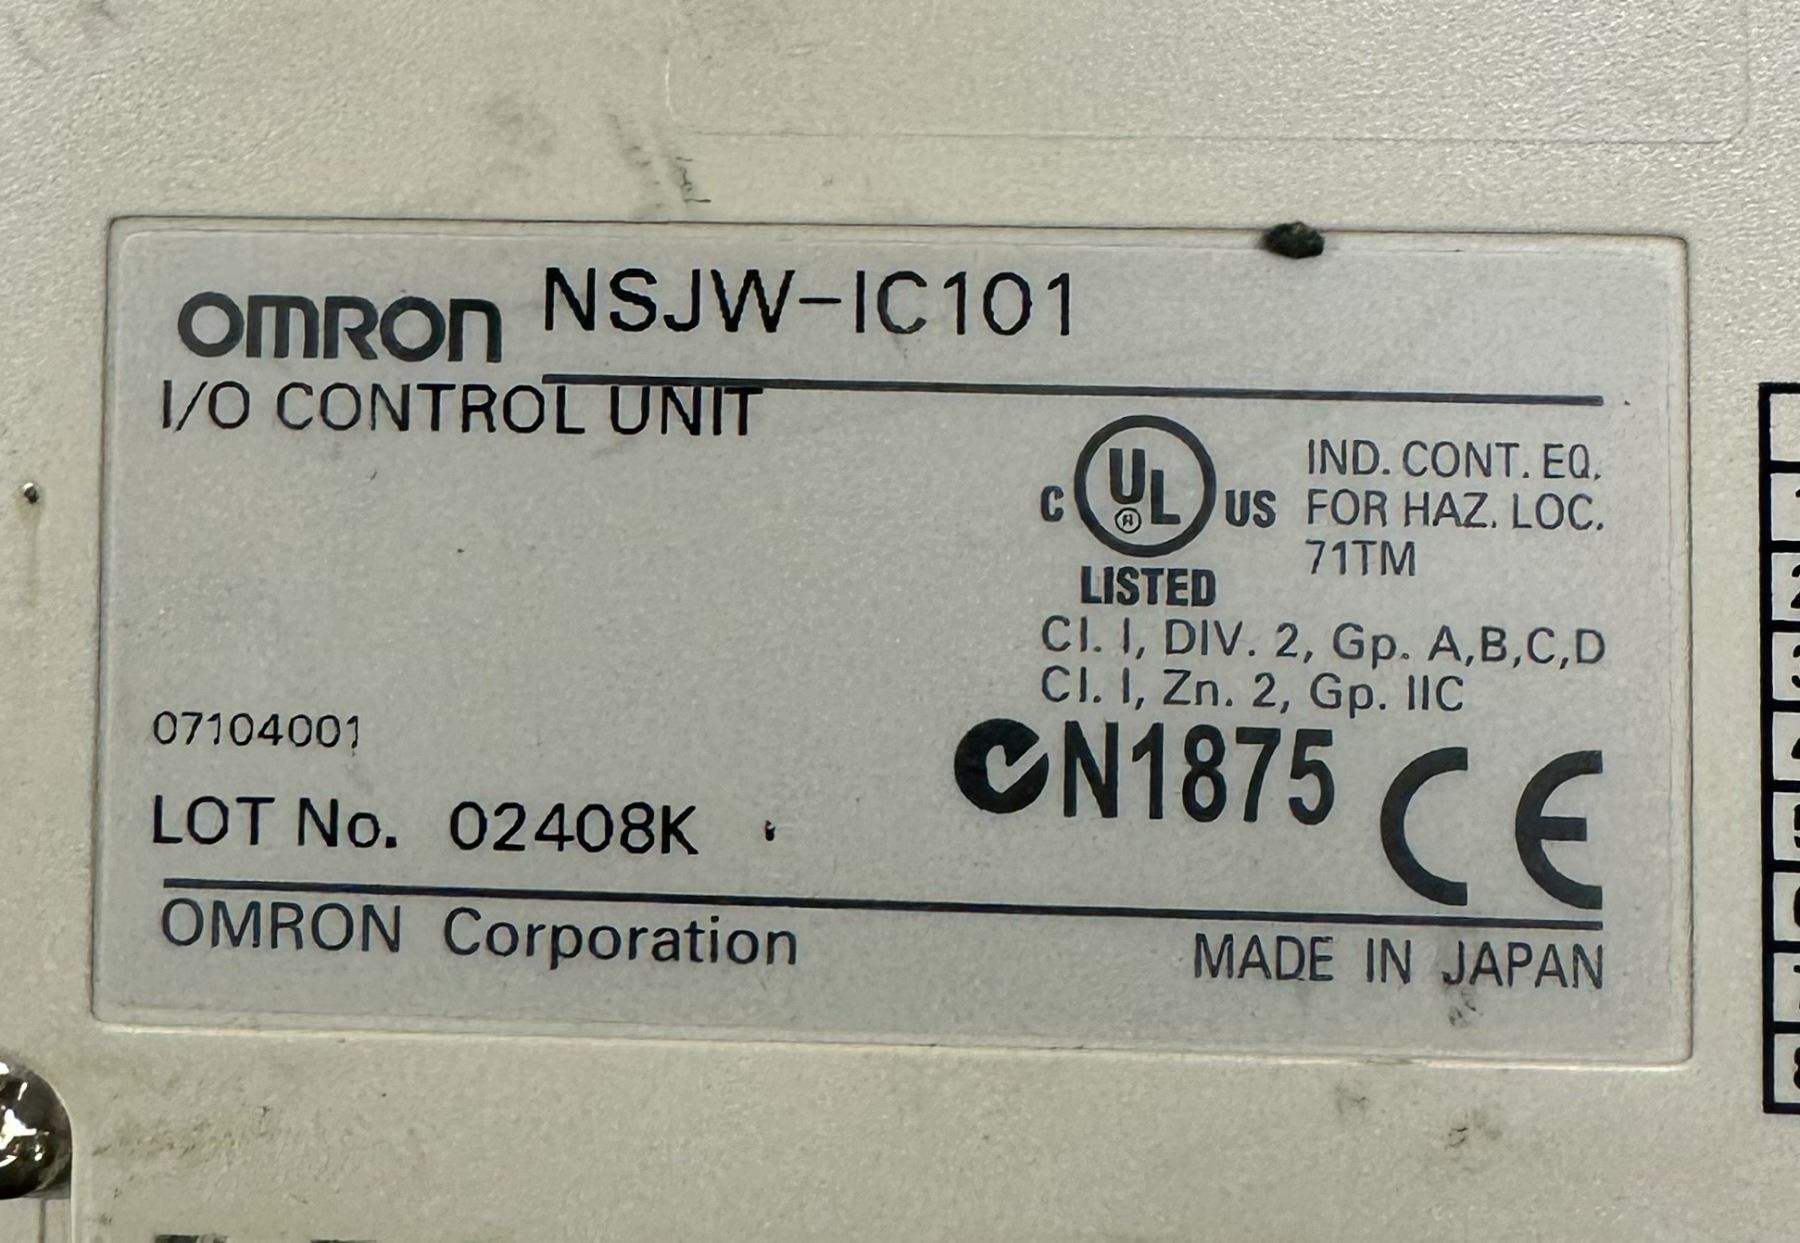 OMRON NSJW-IC101
I/O CONTROL UNIT
C UL US
LISTED
IND. CONT. EQ.
FOR HAZ. LOC.
71TM
Cl. I, DIV. 2, Gp. A,B,C,D
Cl. I, Zn. 2, Gp. IIC
07104001
N1875 CE
LOT No. 02408K
OMRON Corporation
MADE IN JAPAN